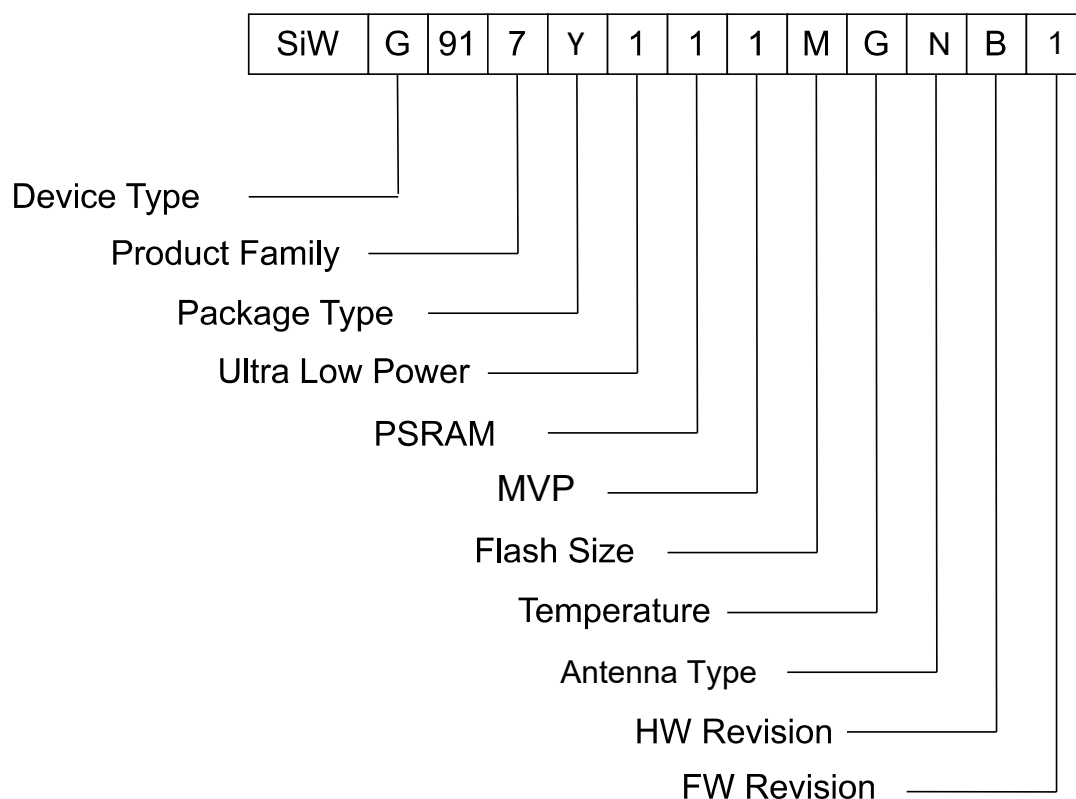 SiW G 91 7 Y 1 1 1 M G N B 1
Device Type
Product Family
Package Type
Ultra Low Power
PSRAM
MVP
Flash Size
Temperature
Antenna Type
HW Revision
FW Revision